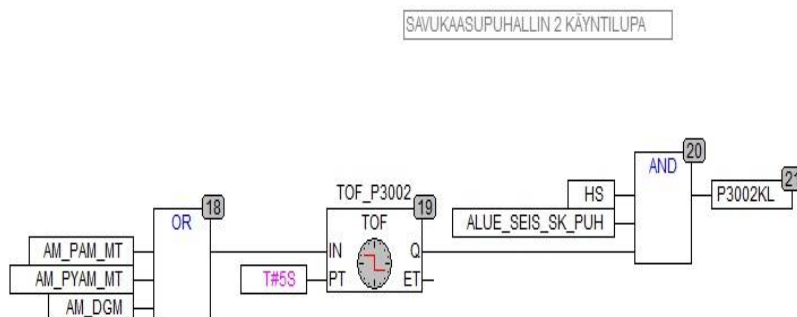 SAVUKAASUPUHALLIN 2 KÄYNTILUPA
20
AND
21
TOF_P3002
HS
P3002KL
18
19
OR
TOF
ALUE_SEIS_SK_PUH
AM_PAM_MT
IN
Q
AM_PYAM_MT
T#5S
PT
ET
AM_DGM